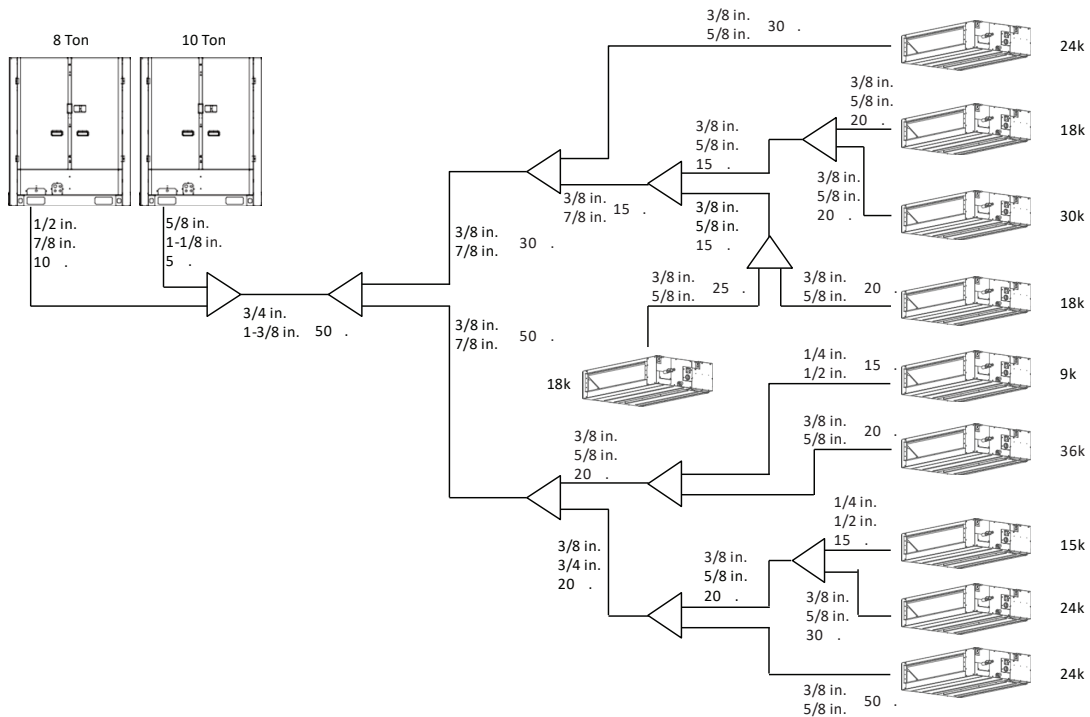 8 Ton
10 Ton
1/2 in.
7/8 in.
10 .
5/8 in.
1-1/8 in.
5 .
3/4 in.
1-3/8 in. 50 .
3/8 in.
7/8 in. 30 .
3/8 in.
7/8 in. 50 .
3/8 in.
5/8 in. 30 .
24k
3/8 in.
7/8 in. 15 .
3/8 in.
5/8 in.
15 .
3/8 in.
5/8 in.
20 .
18k
3/8 in.
5/8 in.
20 .
30k
3/8 in.
5/8 in.
15 .
3/8 in.
5/8 in. 25 .
18k
3/8 in.
5/8 in. 20 .
18k
3/8 in.
5/8 in.
20 .
1/4 in.
1/2 in. 15 .
9k
3/8 in.
5/8 in. 20 .
36k
3/8 in.
3/4 in.
20 .
3/8 in.
5/8 in.
20 .
1/4 in.
1/2 in.
15 .
15k
3/8 in.
5/8 in.
30 .
24k
3/8 in.
5/8 in. 50 .
24k